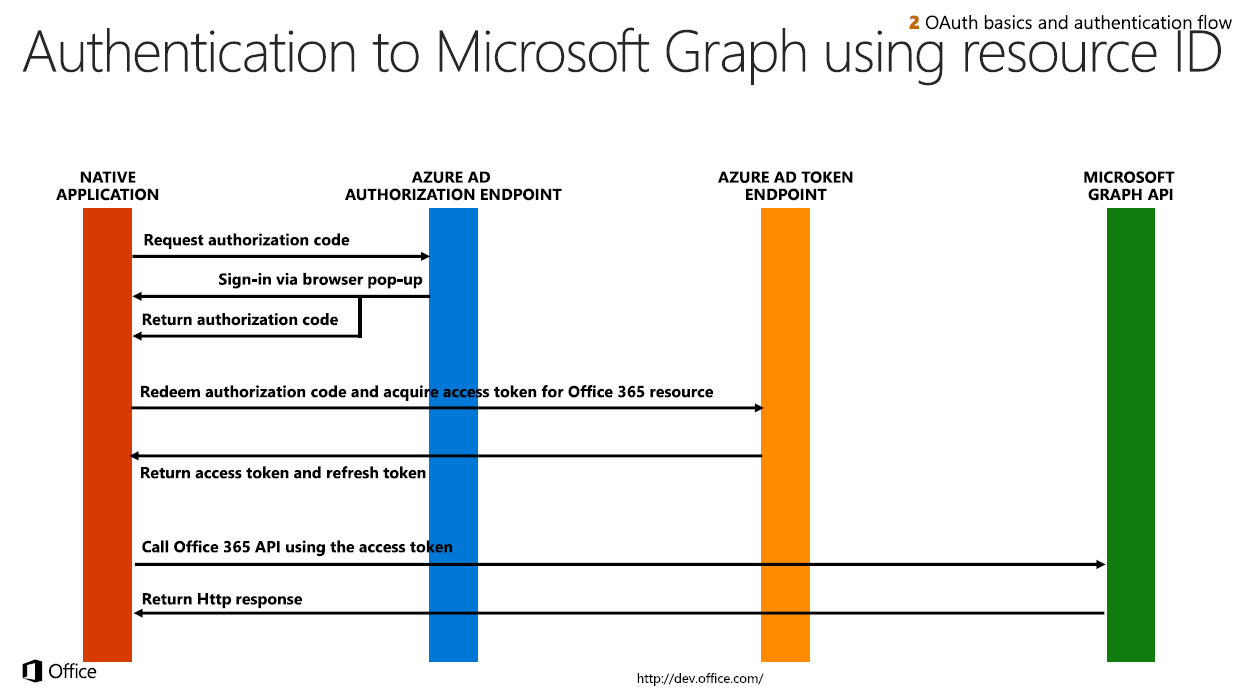 2 OAuth basics and authentication flow
Authentication to Microsoft Graph using resource ID
NATIVE
APPLICATION
AZURE AD
AUTHORIZATION ENDPOINT
AZURE AD TOKEN
ENDPOINT
MICROSOFT
GRAPH API
Request authorization code
Sign-in via browser pop-up
Return authorization code
Redeem authorization code and acquire access token for Office 365 resource
Return access token and refresh token
Call Office 365 API using the access token
Return Http response
Office
http://dev.office.com/